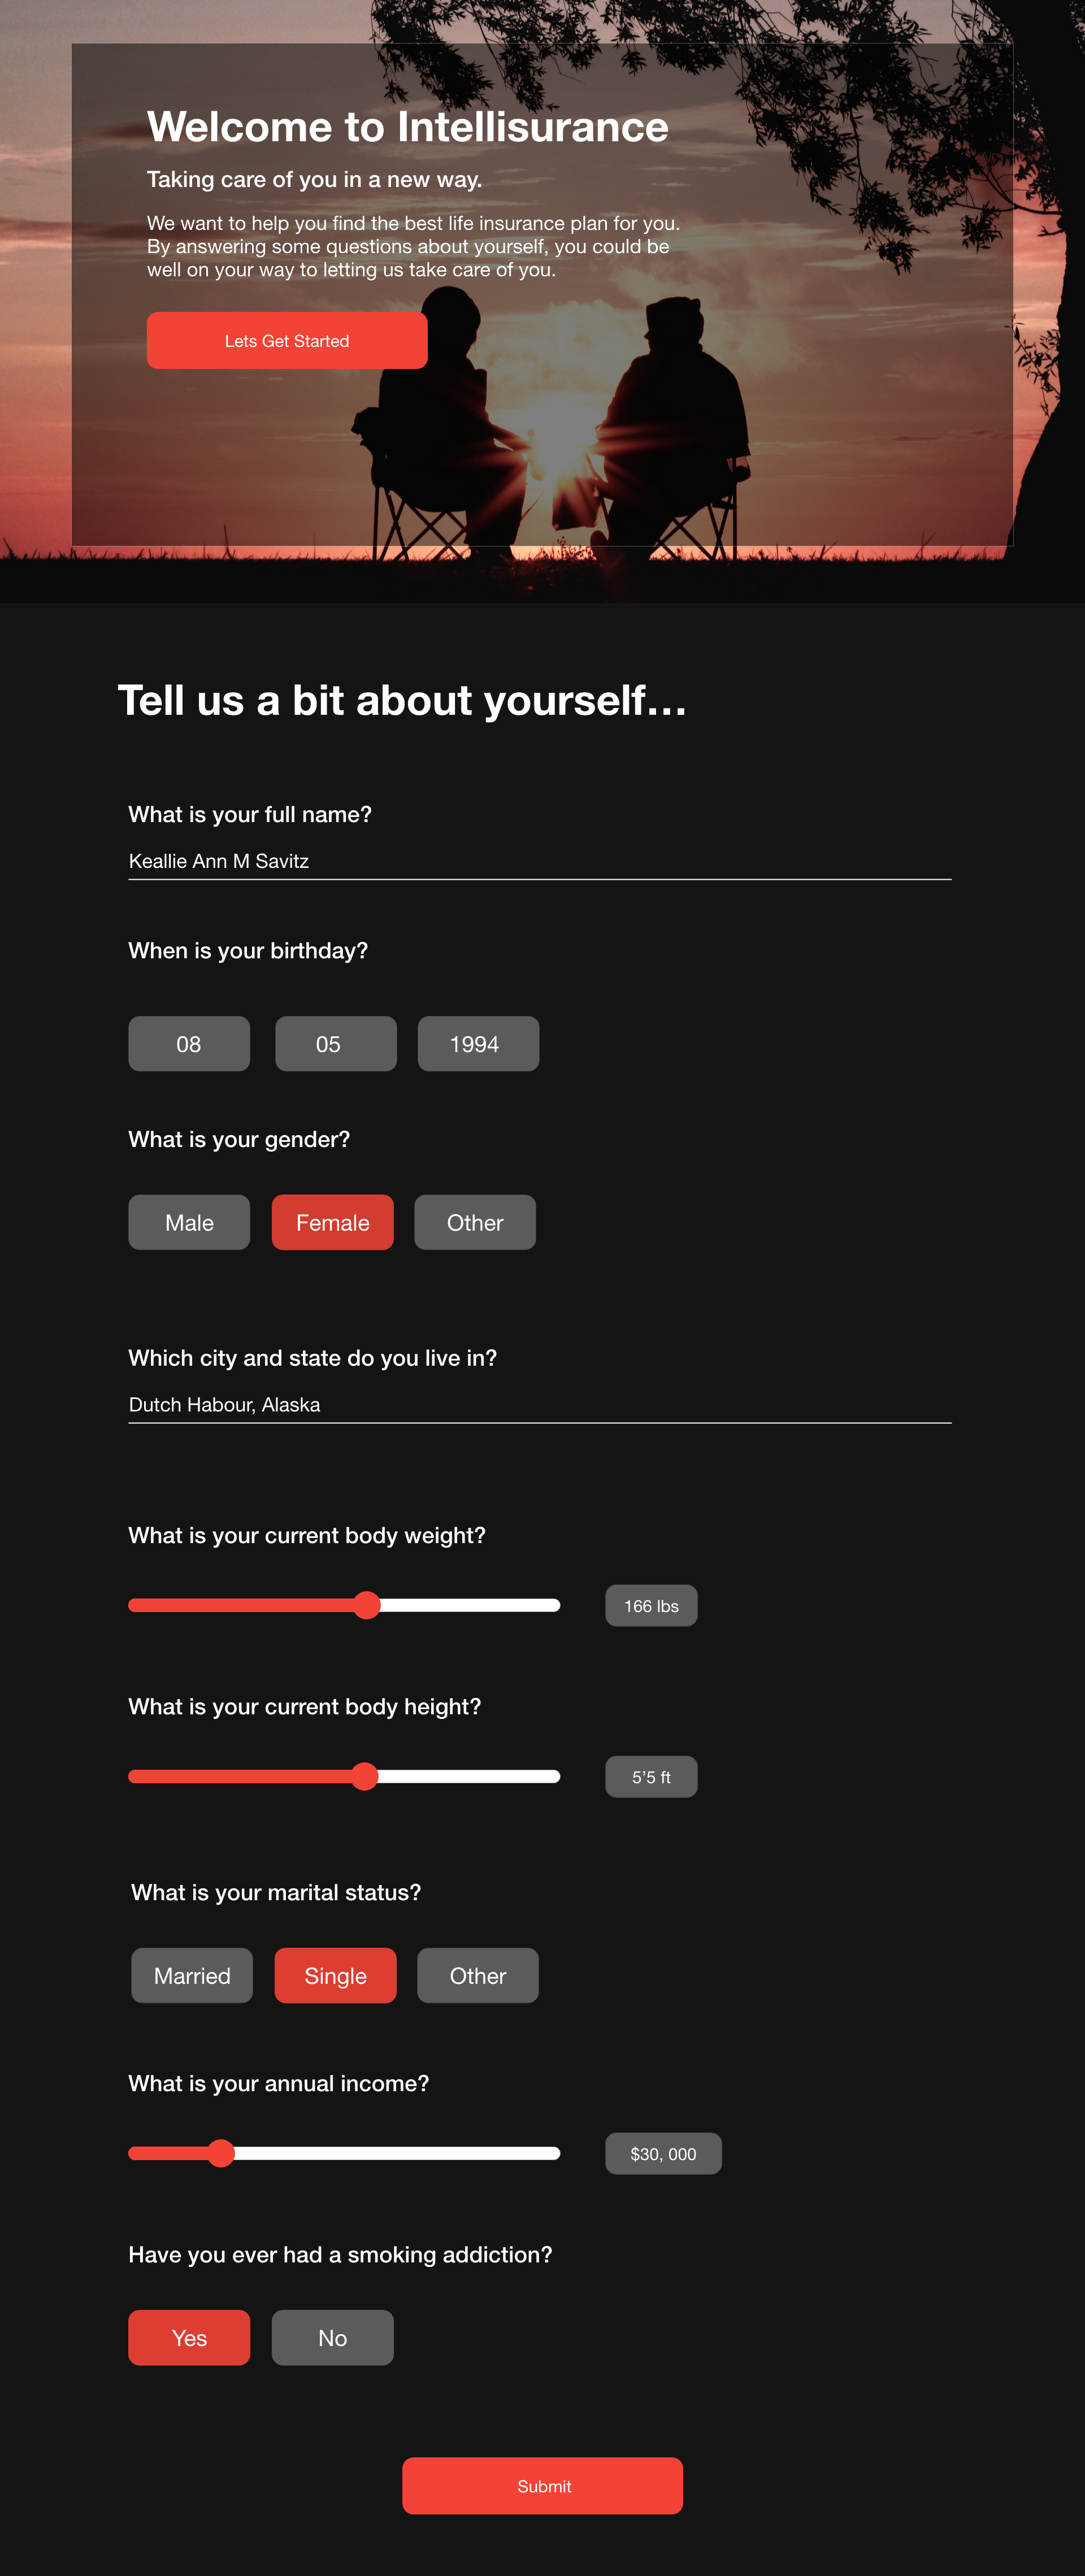 Welcome to Intellisurance
Taking care of you in a new way.
We want to help you find the best life insurance plan for you.
By answering some questions about yourself, you could be
well on your way to letting us take care of you.
Lets Get Started
Tell us a bit about yourself...
What is your full name?
Keallie Ann M Savitz
When is your birthday?
08 05 1994
What is your gender?
Male Female Other
Which city and state do you live in?
Dutch Habour, Alaska
What is your current body weight?
166 lbs
What is your current body height?
5’5 ft
What is your marital status?
Married Single Other
What is your annual income?
$30, 000
Have you ever had a smoking addiction?
Yes No
Submit